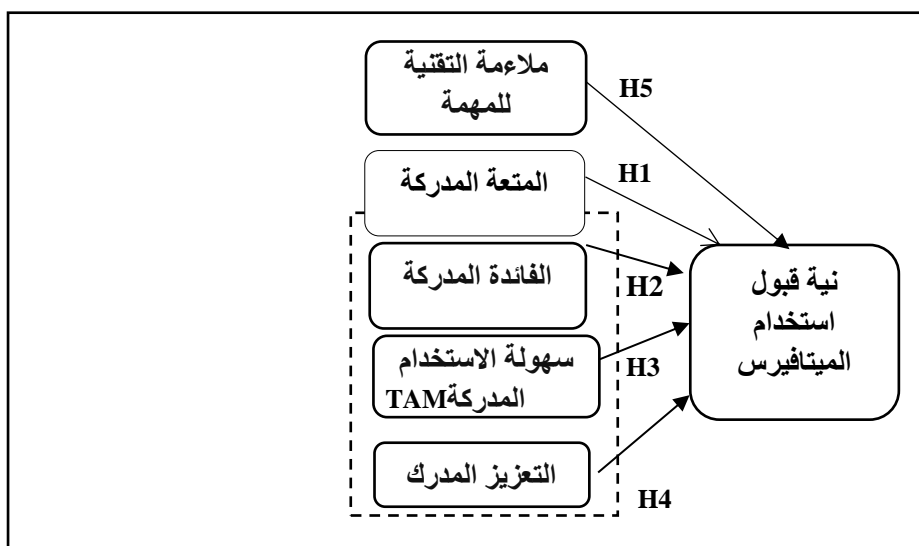 ملاءمة التقنية
للمهمة
H5
المتعة المدركة
H1
الفائدة المدركة
H2
سهولة الاستخدام
المدركةTAM
H3
التعزيز المدرك
H4
نية قبول
استخدام
الميتافيرس